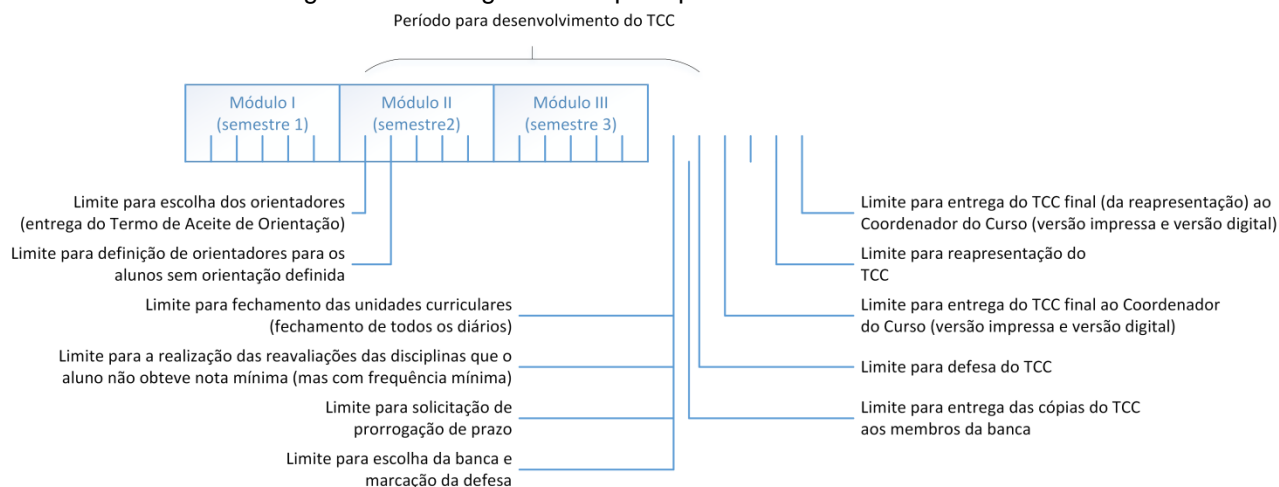 Período para desenvolvimento do TCC
Módulo I
(semestre 1)
Módulo II
(semestre2)
Módulo III
(semestre 3)
Limite para escolha dos orientadores
(entrega do Termo de Aceite de Orientação)
Limite para definição de orientadores para os
alunos sem orientação definida
Limite para fechamento das unidades curriculares
(fechamento de todos os diários)
Limite para a realização das reavaliações das disciplinas que o
aluno não obteve nota mínima (mas com frequência mínima)
Limite para solicitação de
prorrogação de prazo
Limite para escolha da banca e
marcação da defesa
Limite para entrega do TCC final (da reapresentação) ao
Coordenador do Curso (versão impressa e versão digital)
Limite para reapresentação do
TCC
Limite para entrega do TCC final ao Coordenador
do Curso (versão impressa e versão digital)
Limite para defesa do TCC
Limite para entrega das cópias do TCC
aos membros da banca